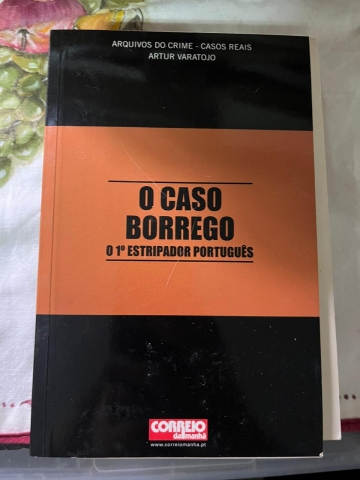 ARQUIVOS DO CRIME - CASOS REAIS
ARTUR VARATOJO
O CASO
BORREGO
O 1º ESTRIPADOR PORTUGUÊS
CORREIO
da manhã
www.correiomanha.pt